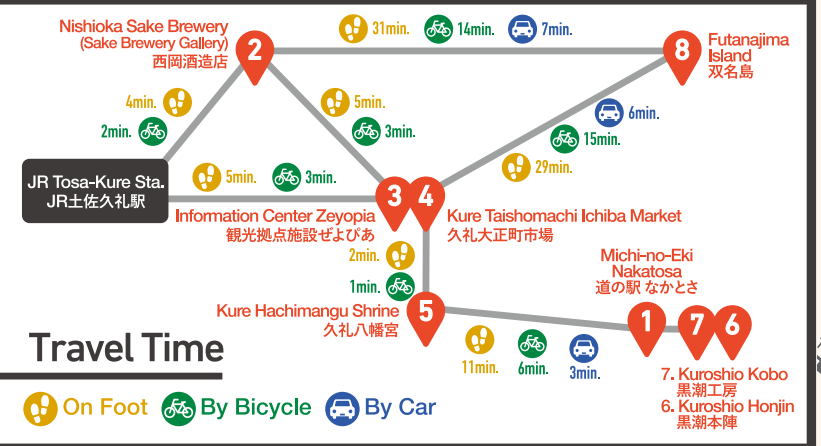 Nishioka Sake Brewery
(Sake Brewery Gallery)
西岡酒造店
2
31min.
14min.
7min.
8
Futanajima
Island
双名島
4min.
2min.
5min.
3min.
6min.
15min.
29min.
JR Tosa-Kure Sta.
JR土佐久礼駅
5min.
3min.
3
4
Information Center Zeyopia
観光拠点施設ぜよぴあ
Kure Taishomachi Ichiba Market
久礼大正町市場
2min.
1min.
Kure Hachimangu Shrine
久礼八幡宮
5
Michi-no-Eki
Nakatosa
道の駅 なかとさ
1
7
6
11min.
6min.
3min.
7. Kuroshio Kobo
黒潮工房
6. Kuroshio Honjin
黒潮本陣
Travel Time
On Foot
By Bicycle
By Car